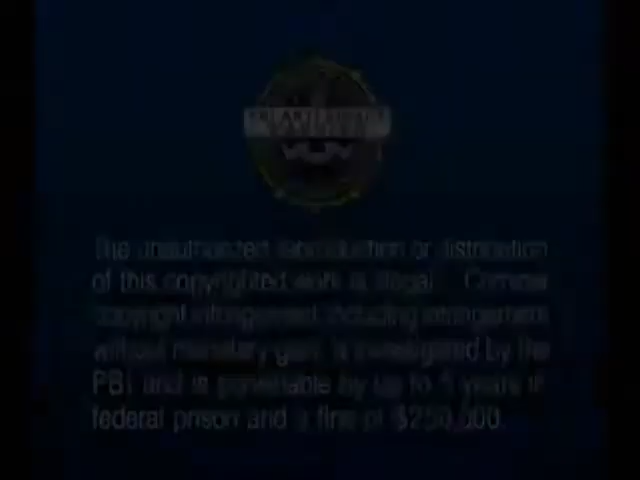 The unauthorized reproduction or distribution
of this copyrighted work is illegal. Criminal
copyright infringement, including infringement
without monetary gain, is investigated by the
FBI and is punishable by up to 5 years in
federal prison and a fine of $250,000.